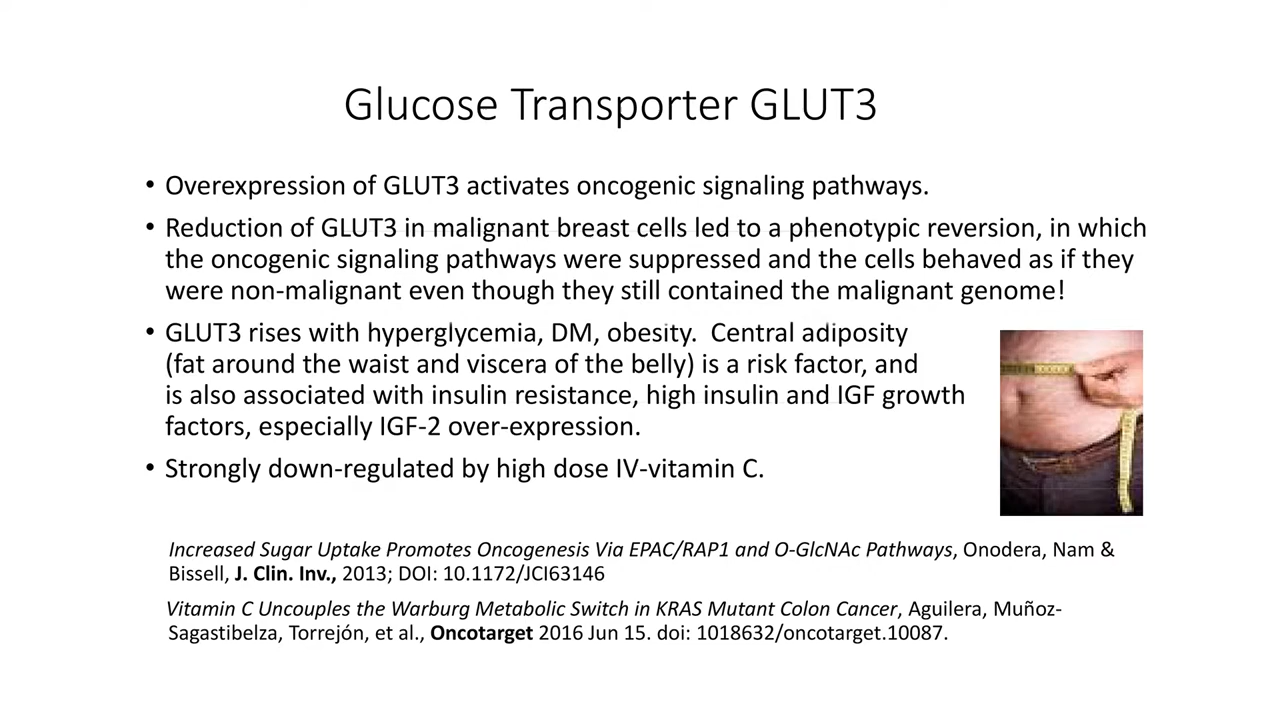 Glucose Transporter GLUT3
• Overexpression of GLUT3 activates oncogenic signaling pathways.
• Reduction of GLUT3 in malignant breast cells led to a phenotypic reversion, in which
the oncogenic signaling pathways were suppressed and the cells behaved as if they
were non-malignant even though they still contained the malignant genome!
• GLUT3 rises with hyperglycemia, DM, obesity.  Central adiposity
(fat around the waist and viscera of the belly) is a risk factor, and
is also associated with insulin resistance, high insulin and IGF growth
factors, especially IGF-2 over-expression.
• Strongly down-regulated by high dose IV-vitamin C.
Increased Sugar Uptake Promotes Oncogenesis Via EPAC/RAP1 and O-GlcNAc Pathways, Onodera, Nam &
Bissell, J. Clin. Inv., 2013; DOI: 10.1172/JCI63146
Vitamin C Uncouples the Warburg Metabolic Switch in KRAS Mutant Colon Cancer, Aguilera, Muñoz-
Sagastibelza, Torrejón, et al., Oncotarget 2016 Jun 15. doi: 1018632/oncotarget.10087.